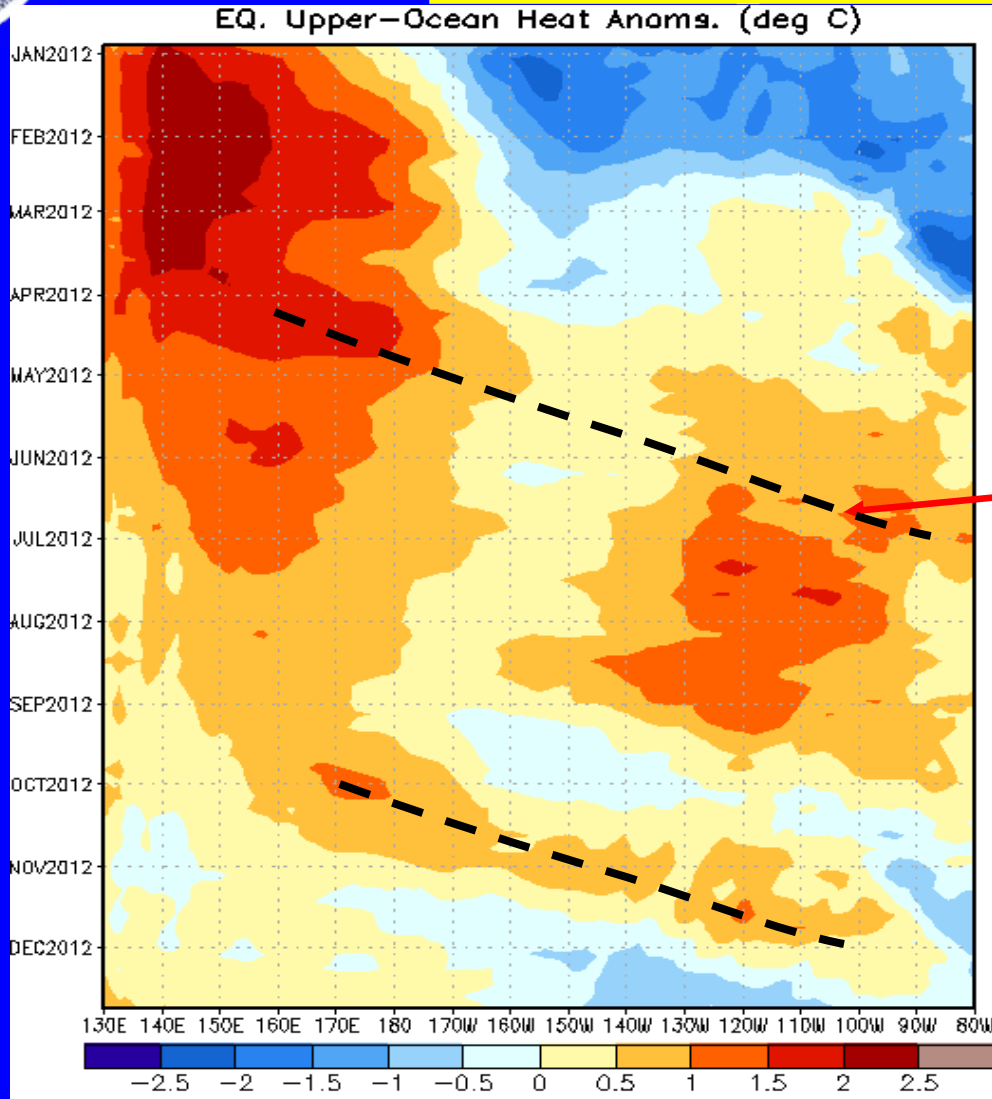 EQ. Upper-Ocean Heat Anoms. (deg C)
JAN2012
FEB2012
MAR2012
APR2012
MAY2012
JUN2012
JUL2012
AUG2012
SEP2012
OCT2012
NOV2012
DEC2012
130E 140E 150E 160E 170E 180 170W 160W 150W 140W 130W 120W 110W 100W 90W 80W
-2.5 -2 -1.5 -1 -0.5 0 0.5 1 1.5 2 2.5